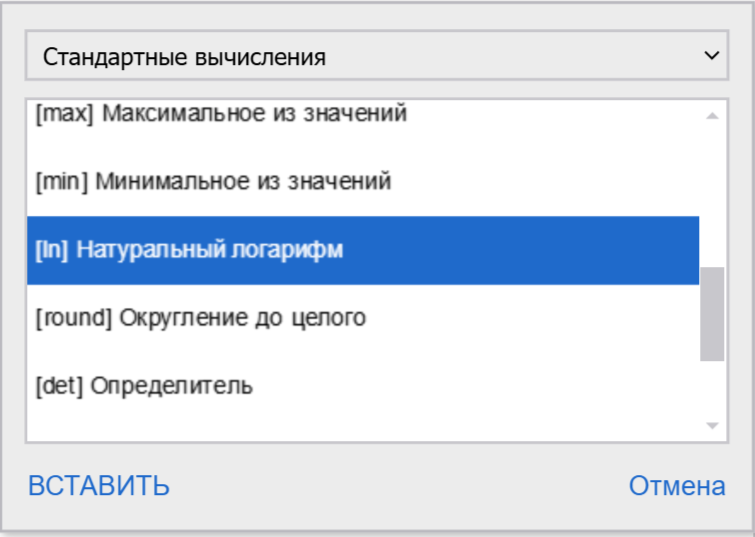 Стандартные вычисления
[max] Максимальное из значений
[min] Минимальное из значений
[ln] Натуральный логарифм
[round] Округление до целого
[det] Определитель
ВСТАВИТЬ
Отмена